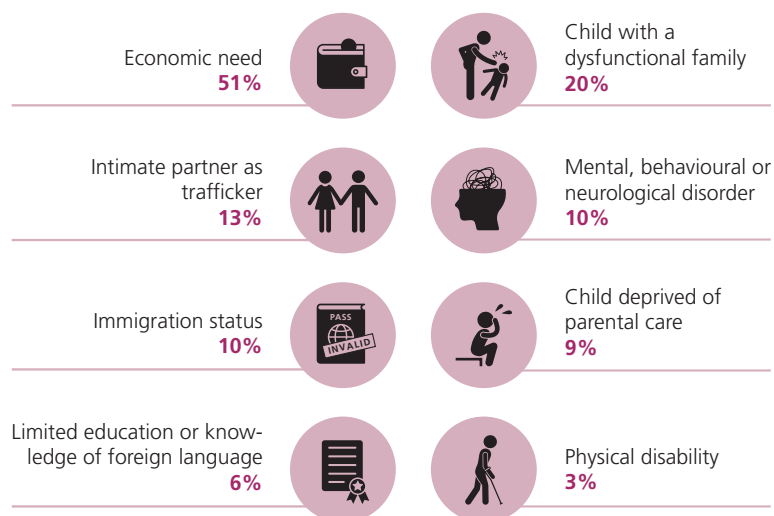 Economic need
51%
Child with a
dysfunctional family
20%
Intimate partner as
trafficker
13%
Mental, behavioural or
neurological disorder
10%
Immigration status
10%
PASS
INVALID
Child deprived of
parental care
9%
Limited education or know-
ledge of foreign language
6%
Physical disability
3%